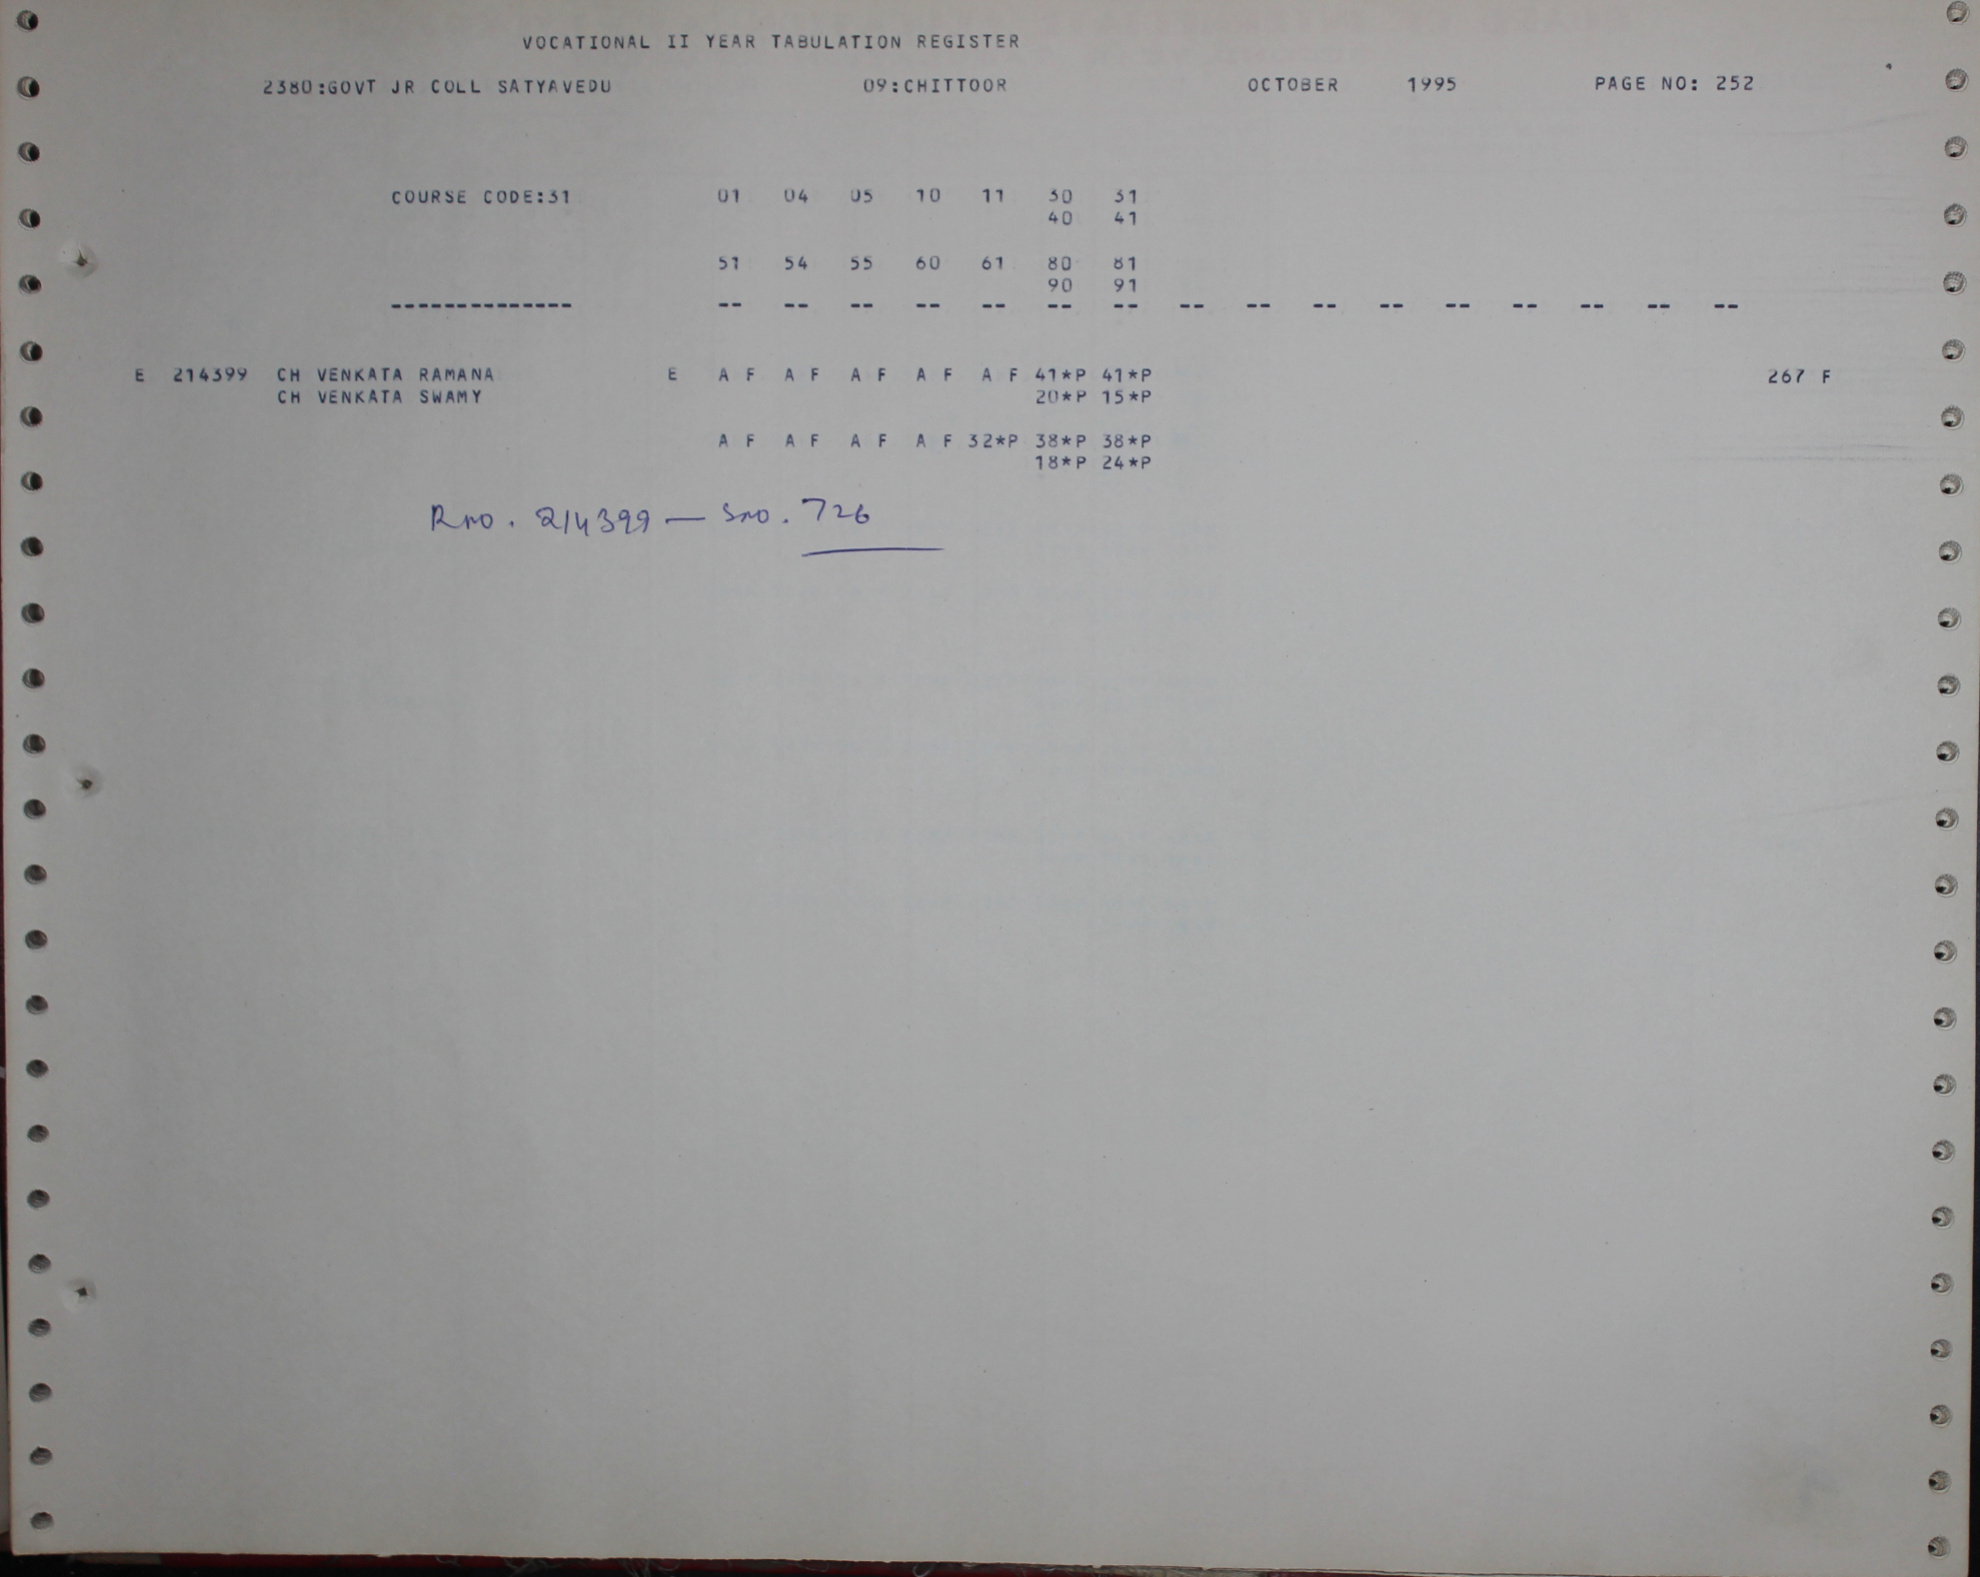 VOCATIONAL II YEAR TABULATION REGISTER
2380:GOVT JR COLL SATYAVEDU 09:CHITTOOR OCTOBER 1995 PAGE NO: 252
COURSE CODE:31 01 04 05 10 11 30 31
40 41
51 54 55 60 61 80 81
90 91
-------------- -- -- -- -- -- -- -- -- -- -- -- -- -- -- -- --
E 214399 CH VENKATA RAMANA E A F A F A F A F A F 41*P 41*P 267 F
CH VENKATA SWAMY 20*P 15*P
A F A F A F A F 32*P 38*P 38*P
18*P 24*P
Rno. 214399 — Sno. 726